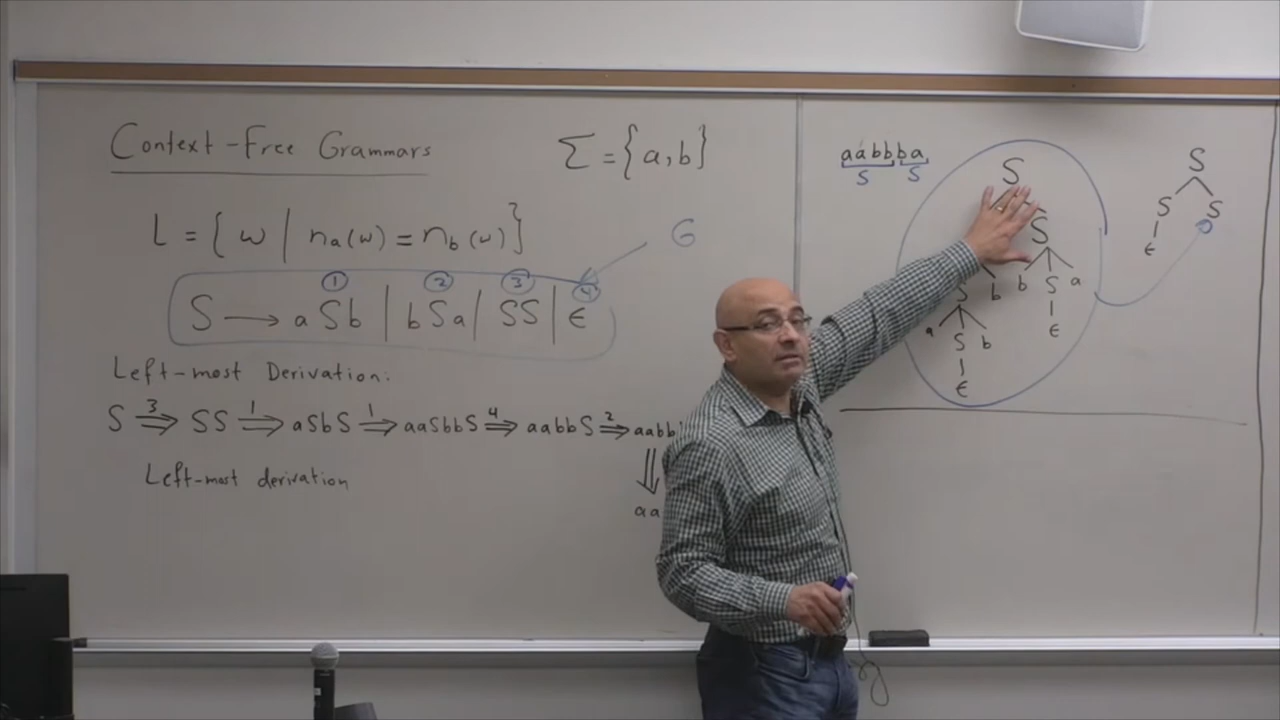 Context-Free Grammars
Σ = {a,b}
L = { w | n_a(w) = n_b(w) }
G
① ② ③ ④
S → aSb | bSa | SS | ε
Left-most Derivation:
S ⇒³ SS ⇒¹ aSbS ⇒¹ aaSbbS ⇒⁴ aabbS ⇒² aabb
⇓
aa
Left-most derivation
aabbba
S S
S
S
b S a
S b
ε
a S b
ε
S
S S
ε